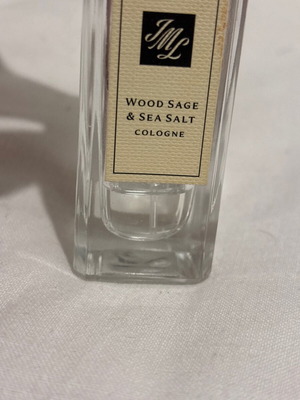 JML
WOOD SAGE
& SEA SALT
COLOGNE